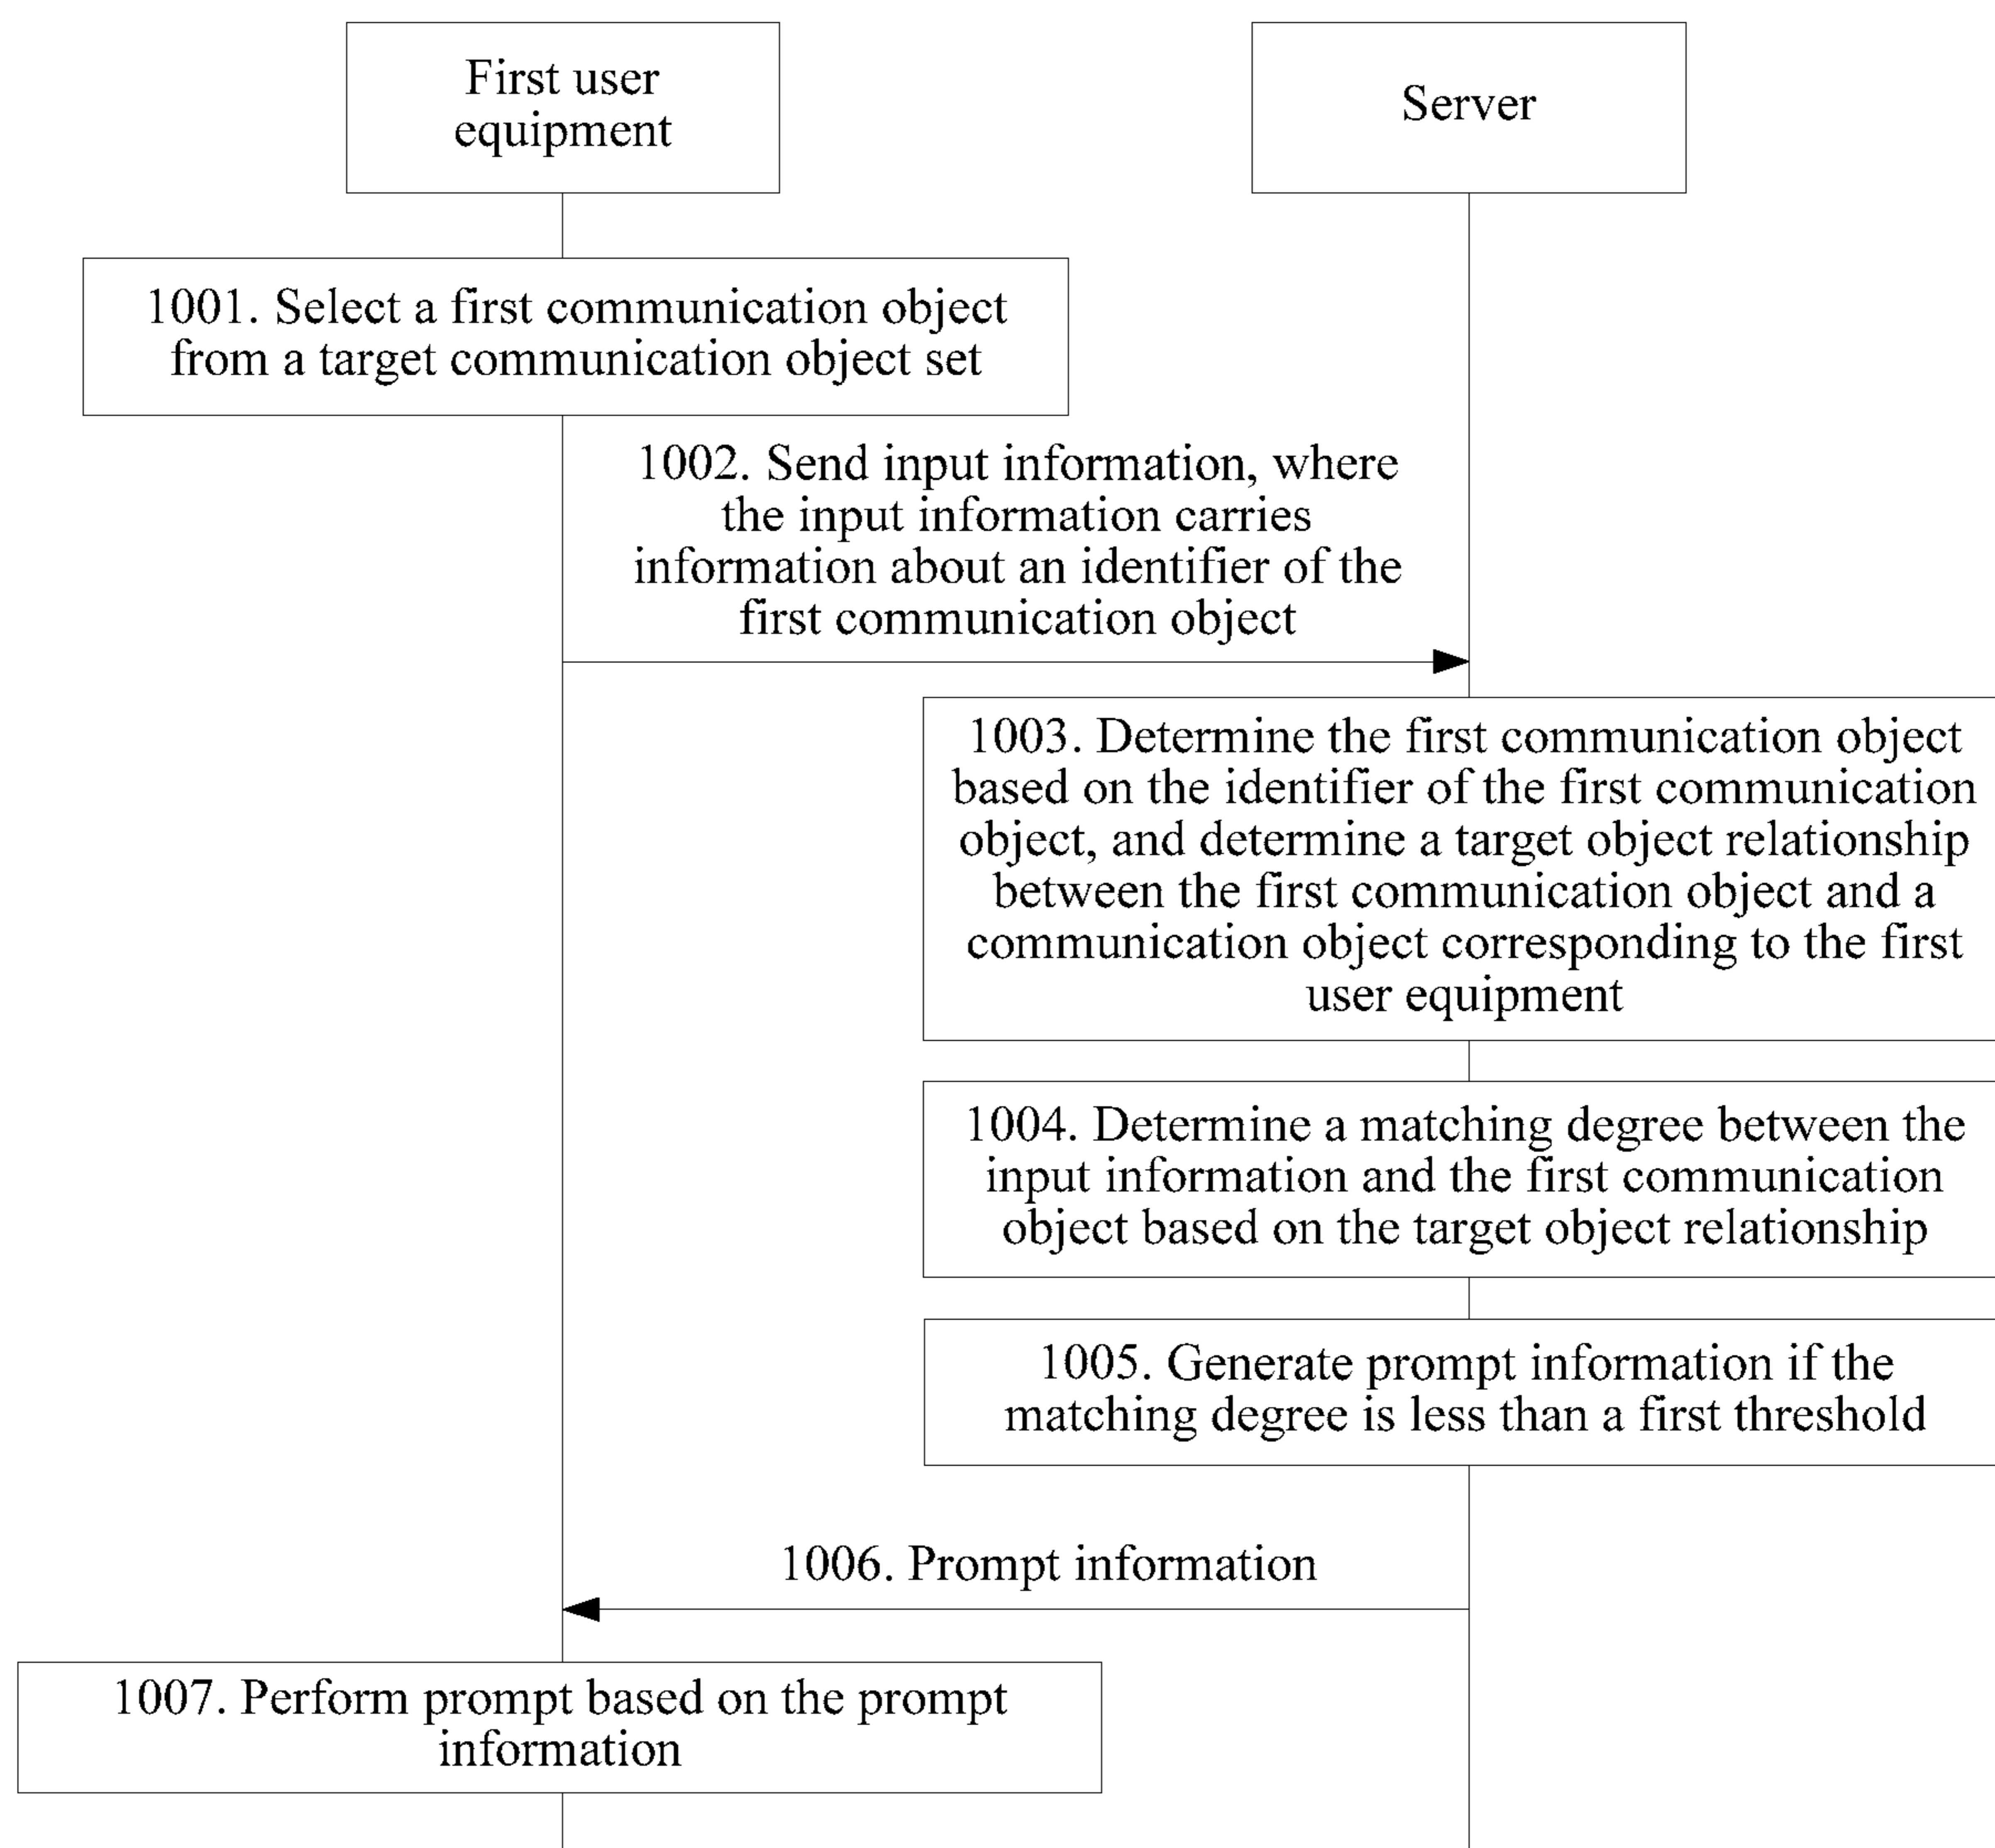 First user
equipment
Server
1001. Select a first communication object
from a target communication object set
1002. Send input information, where
the input information carries
information about an identifier of the
first communication object
1003. Determine the first communication object
based on the identifier of the first communication
object, and determine a target object relationship
between the first communication object and a
communication object corresponding to the first
user equipment
1004. Determine a matching degree between the
input information and the first communication
object based on the target object relationship
1005. Generate prompt information if the
matching degree is less than a first threshold
1006. Prompt information
1007. Perform prompt based on the prompt
information